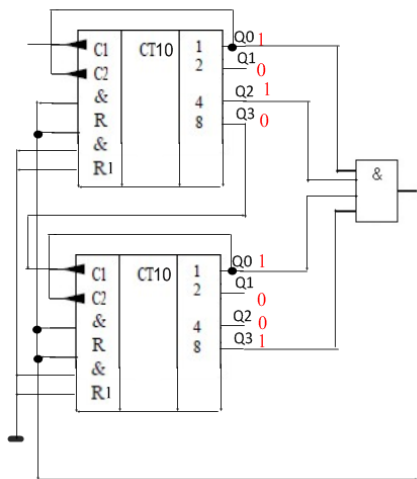 C1 CT10 1 Q0 1
C2 2 Q1 0
& 4 Q2 1
R 8 Q3 0
&
R1
&
C1 CT10 1 Q0 1
C2 2 Q1 0
& 4 Q2 0
R 8 Q3 1
&
R1